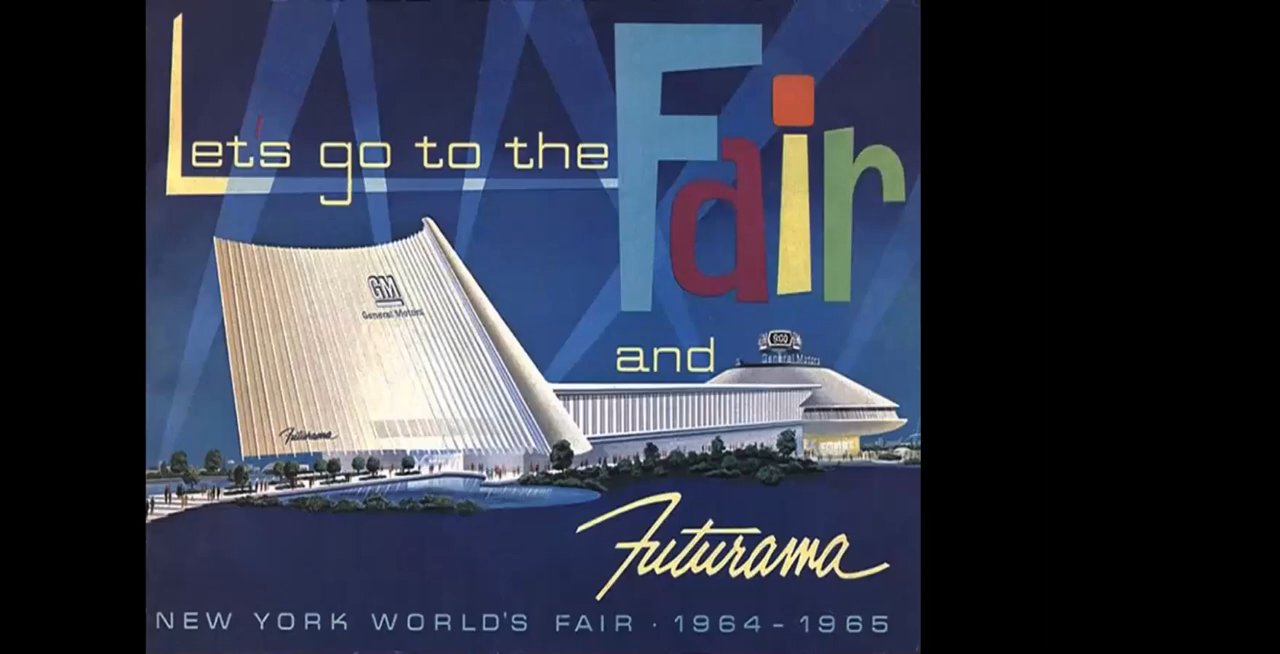 Let's go to the Fair
GM
General Motors
and
GM
General Motors
Futurama
Futurama
NEW YORK WORLD'S FAIR · 1964-1965